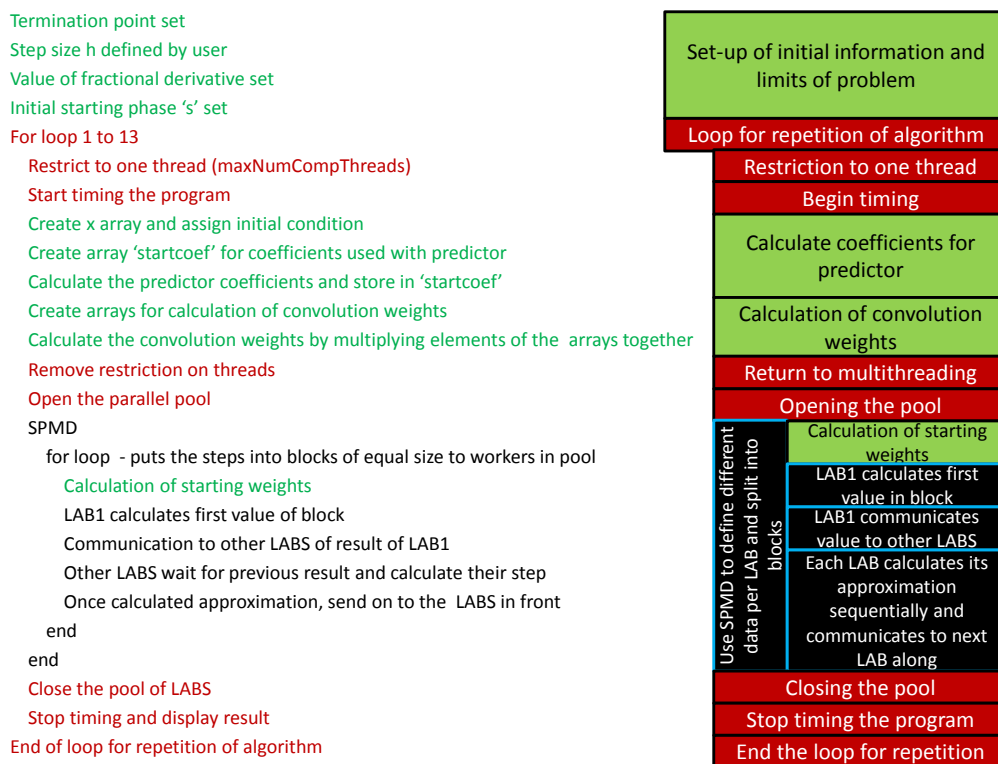 Termination point set
Step size h defined by user
Value of fractional derivative set
Initial starting phase ‘s’ set
For loop 1 to 13
Restrict to one thread (maxNumCompThreads)
Start timing the program
Create x array and assign initial condition
Create array ‘startcoef’ for coefficients used with predictor
Calculate the predictor coefficients and store in ‘startcoef’
Create arrays for calculation of convolution weights
Calculate the convolution weights by multiplying elements of the arrays together
Remove restriction on threads
Open the parallel pool
SPMD
for loop - puts the steps into blocks of equal size to workers in pool
Calculation of starting weights
LAB1 calculates first value of block
Communication to other LABS of result of LAB1
Other LABS wait for previous result and calculate their step
Once calculated approximation, send on to the LABS in front
end
end
Close the pool of LABS
Stop timing and display result
End of loop for repetition of algorithm
Set-up of initial information and
limits of problem
Loop for repetition of algorithm
Restriction to one thread
Begin timing
Calculate coefficients for
predictor
Calculation of convolution
weights
Return to multithreading
Opening the pool
Use SPMD to define different
data per LAB and split into
blocks
Calculation of starting
weights
LAB1 calculates first
value in block
LAB1 communicates
value to other LABS
Each LAB calculates its
approximation
sequentially and
communicates to next
LAB along
Closing the pool
Stop timing the program
End the loop for repetition